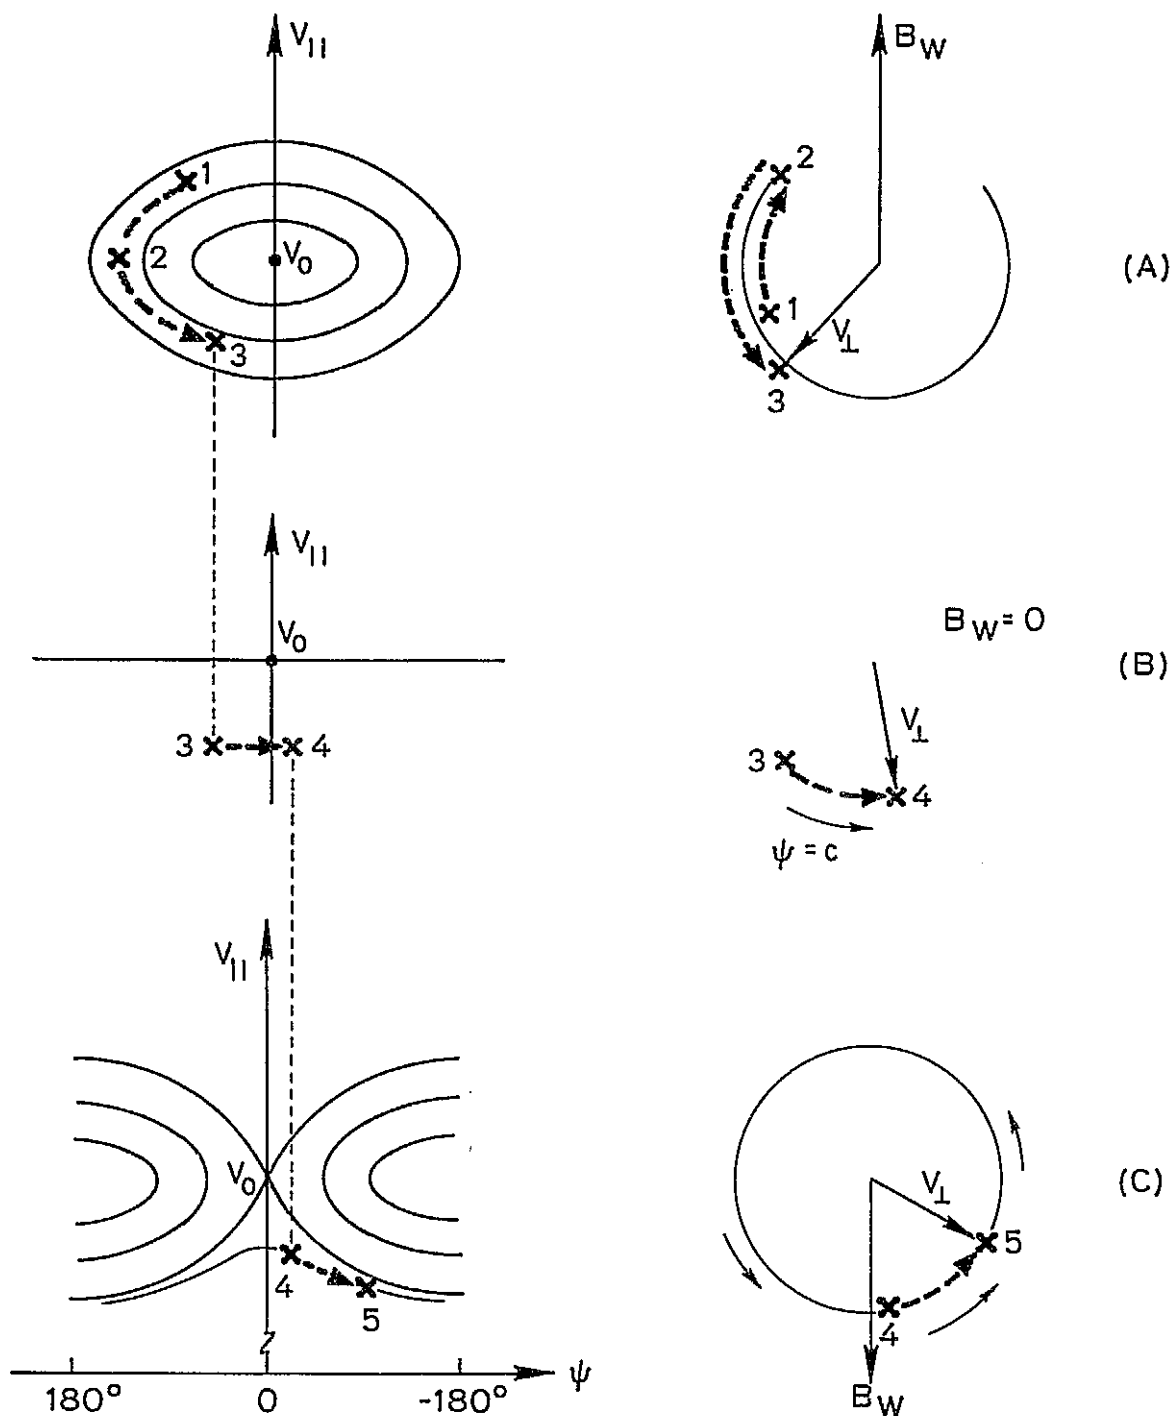 V||
B_W
1
2
V₀
3
2
1
V⊥
3
(A)
V||
V₀
3
4
B_W = 0
V⊥
3
4
ψ = c
(B)
V||
V₀
4
5
V⊥
5
4
B_W
(C)
180°
0
-180°
ψ